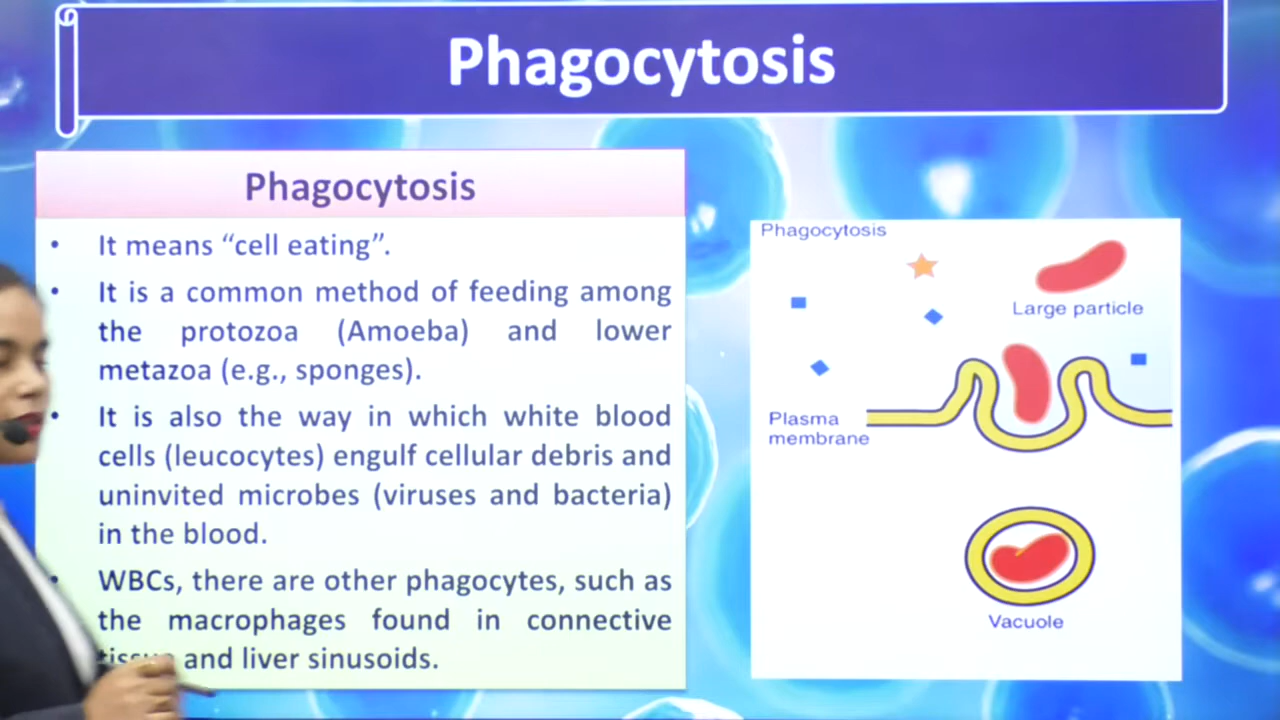 Phagocytosis
Phagocytosis
• It means “cell eating”.
• It is a common method of feeding among
the protozoa (Amoeba) and lower
metazoa (e.g., sponges).
• It is also the way in which white blood
cells (leucocytes) engulf cellular debris and
uninvited microbes (viruses and bacteria)
in the blood.
• WBCs, there are other phagocytes, such as
the macrophages found in connective
and liver sinusoids.
Phagocytosis
Large particle
Plasma
membrane
Vacuole